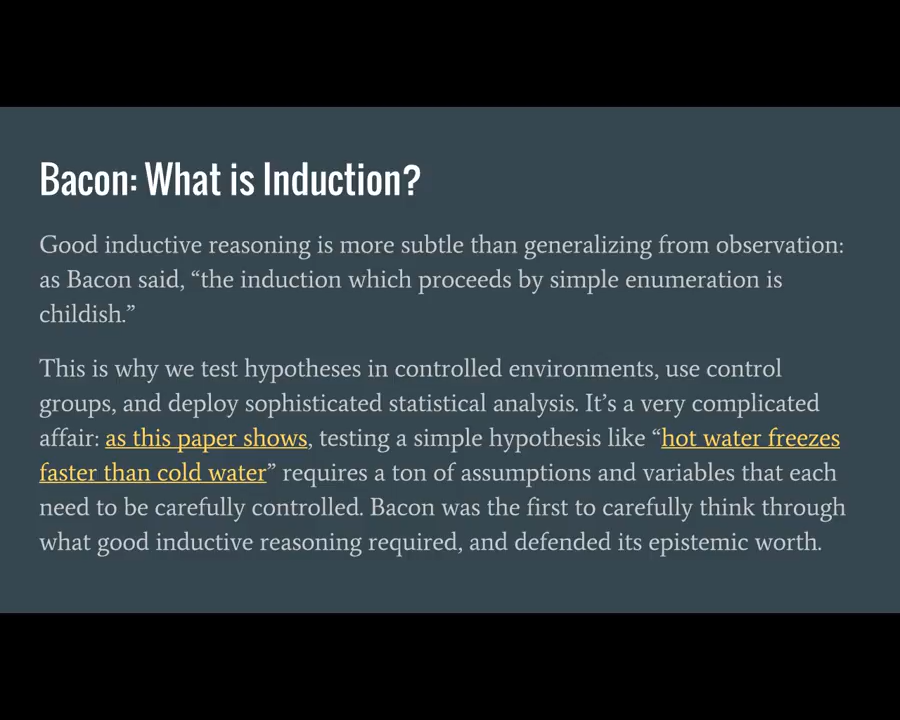 Bacon: What is Induction?
Good inductive reasoning is more subtle than generalizing from observation:
as Bacon said, “the induction which proceeds by simple enumeration is
childish.”
This is why we test hypotheses in controlled environments, use control
groups, and deploy sophisticated statistical analysis. It’s a very complicated
affair: as this paper shows, testing a simple hypothesis like “hot water freezes
faster than cold water” requires a ton of assumptions and variables that each
need to be carefully controlled. Bacon was the first to carefully think through
what good inductive reasoning required, and defended its epistemic worth.